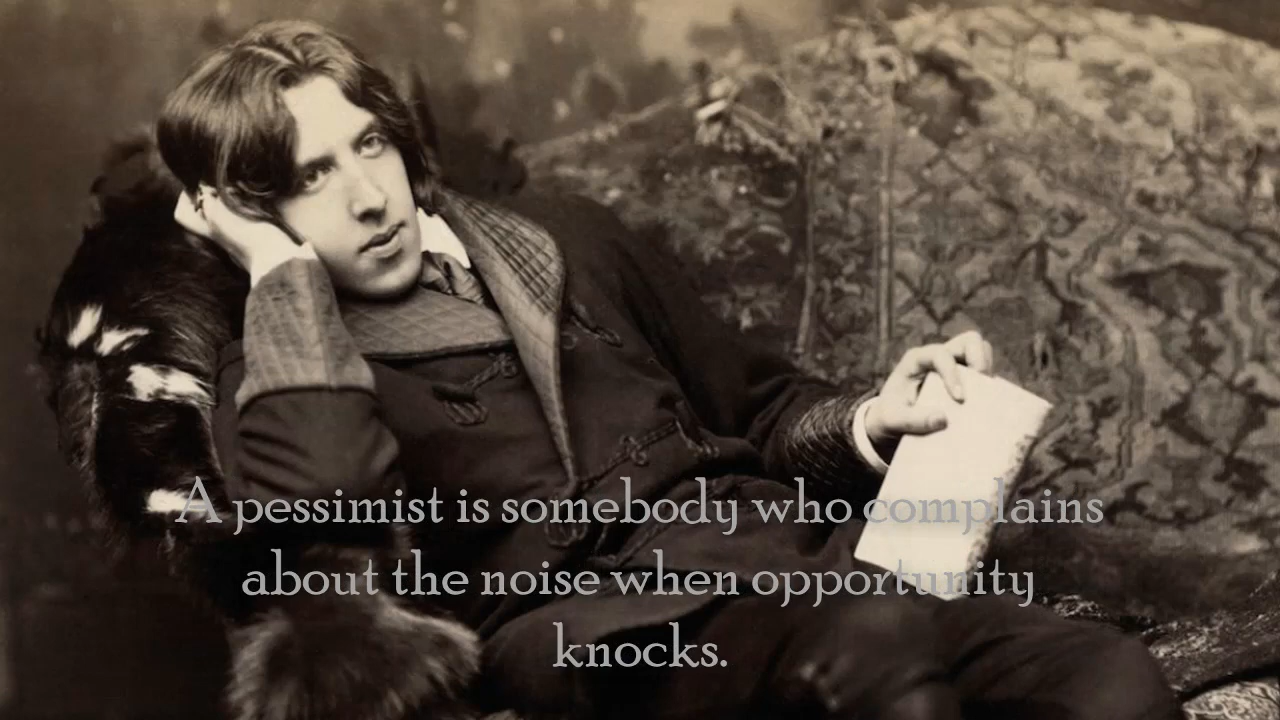 A pessimist is somebody who complains
about the noise when opportunity
knocks.